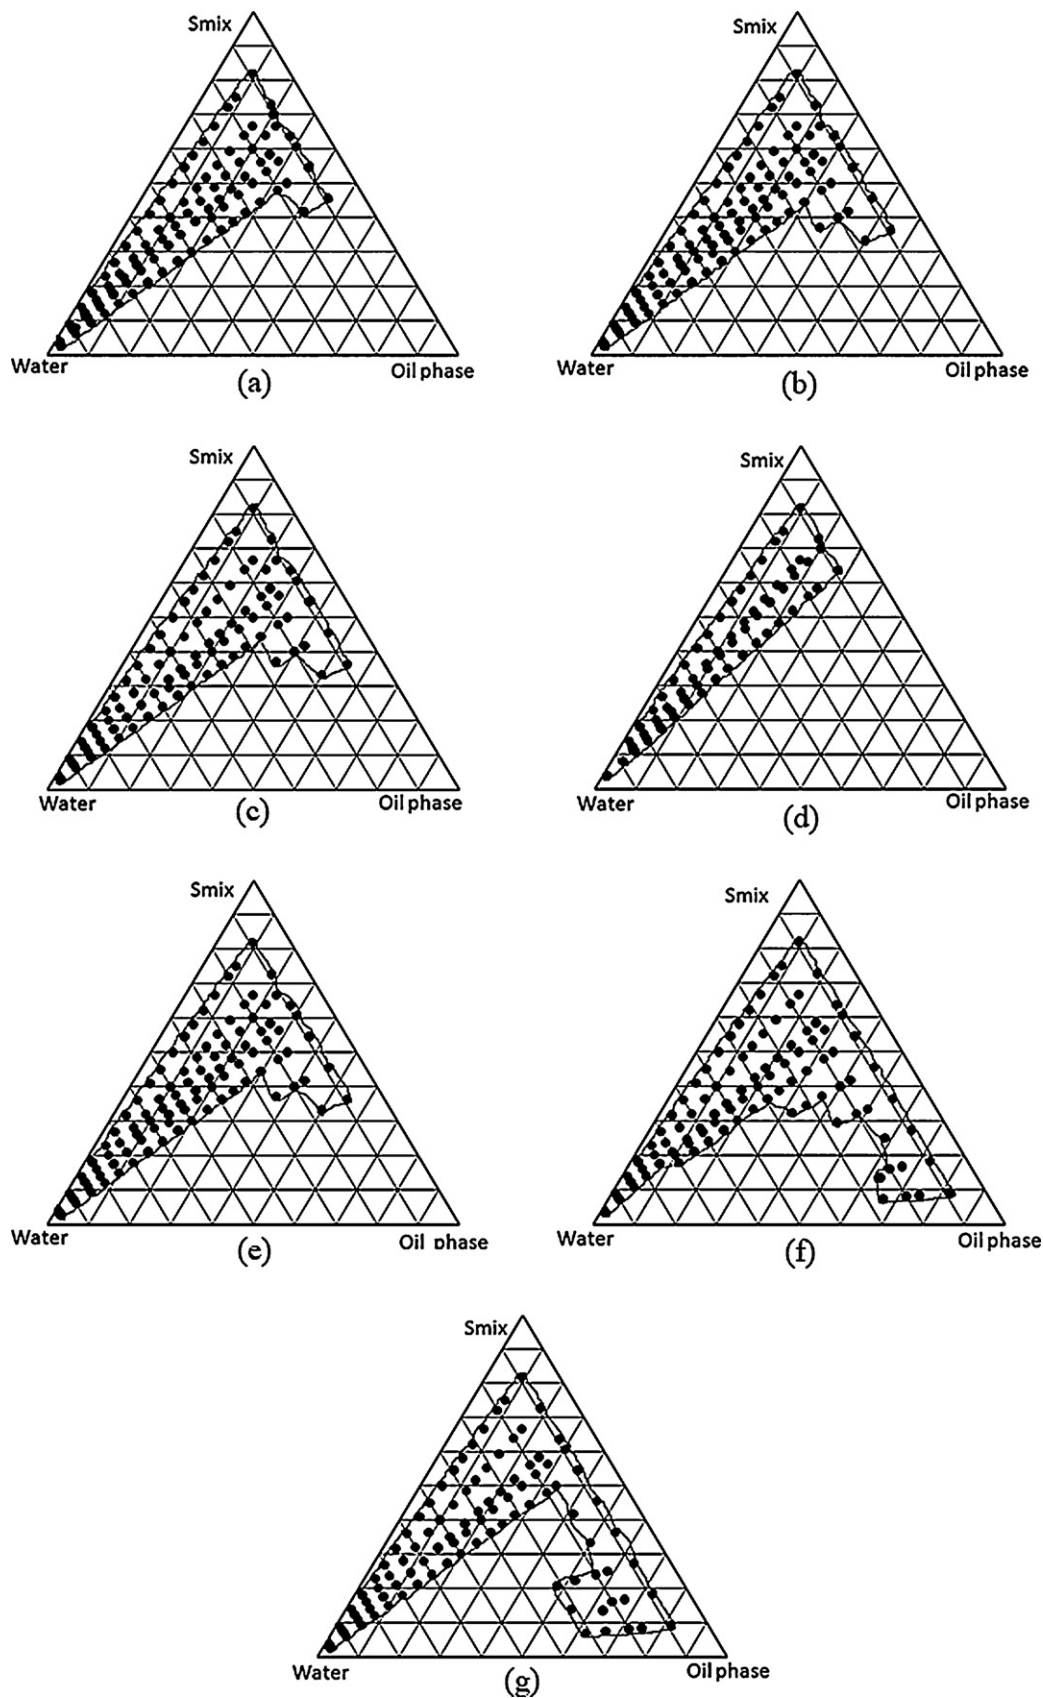 Smix
Water
Oil phase
(a)
Smix
Water
Oil phase
(b)
Smix
Water
Oil phase
(c)
Smix
Water
Oil phase
(d)
Smix
Water
Oil phase
(e)
Smix
Water
Oil phase
(f)
Smix
Water
Oil phase
(g)